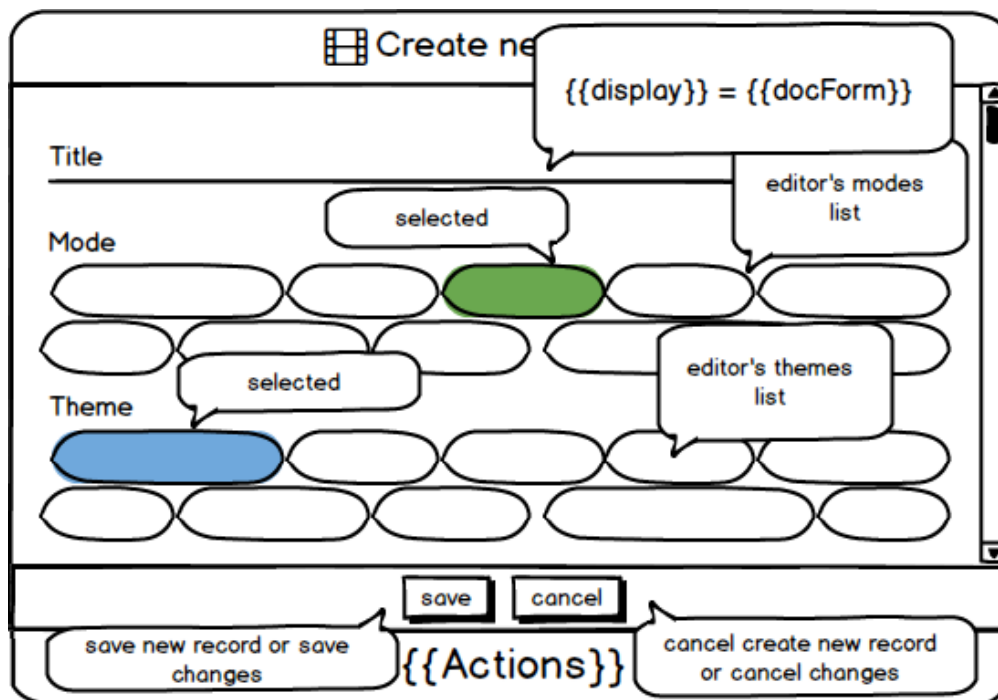 Create ne
{{display}} = {{docForm}}
Title
editor's modes
list
selected
Mode
editor's themes
list
selected
Theme
save
cancel
save new record or save
changes
{{Actions}}
cancel create new record
or cancel changes